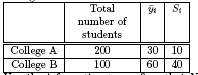 Total number of students | ȳᵢ | Sᵢ
College A | 200 | 30 | 10
College B | 100 | 60 | 40